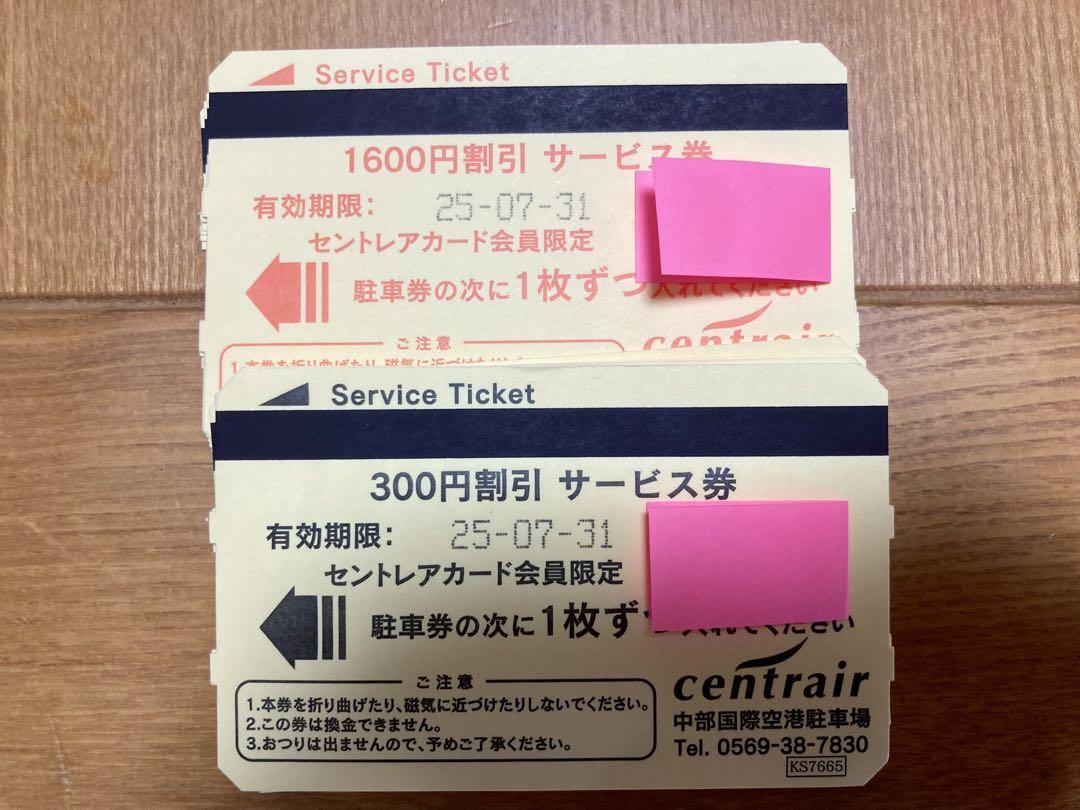 Service Ticket
1600円割引 サービス券
有効期限: 25-07-31
セントレアカード会員限定
駐車券の次に1枚ずつ入れてください
ご注意
centrair
Service Ticket
300円割引 サービス券
有効期限: 25-07-31
セントレアカード会員限定
駐車券の次に1枚ずつ入れてください
ご注意
1.本券を折り曲げたり、磁気に近づけたりしないでください。
2.この券は換金できません。
3.おつりは出ませんので、予めご了承ください。
centrair
中部国際空港駐車場
Tel. 0569-38-7830
KS7665